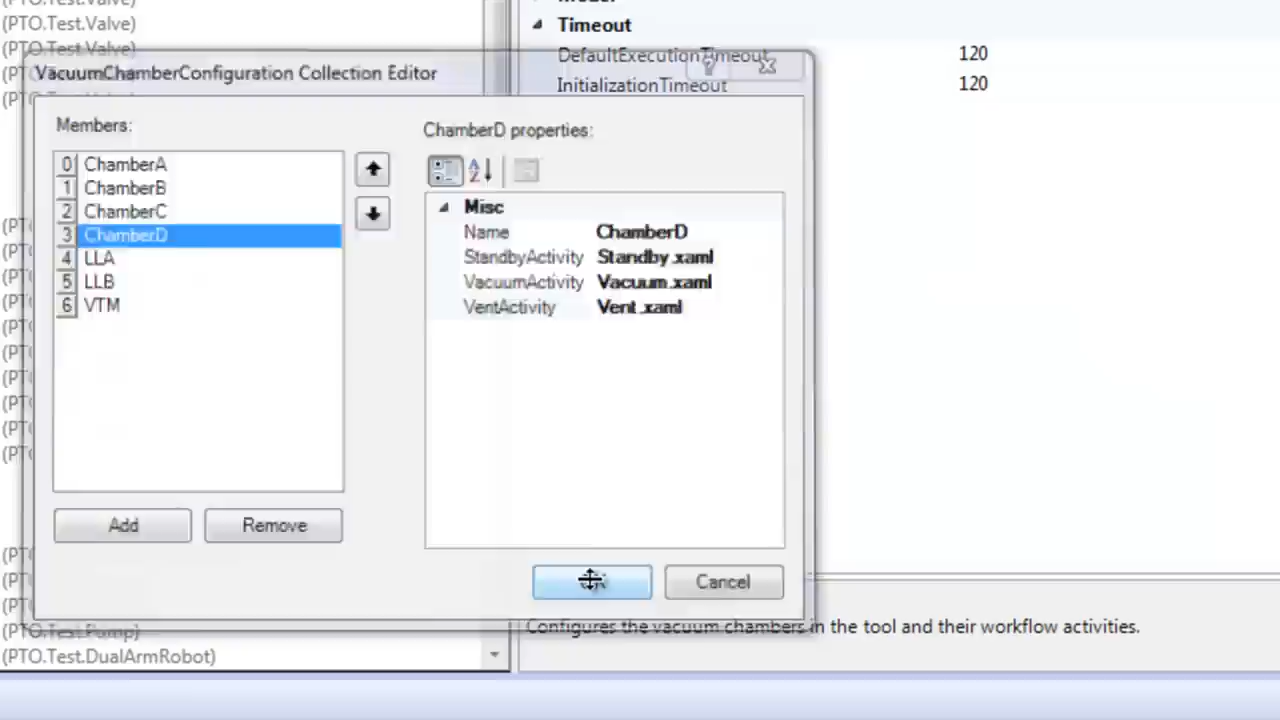 (PTO.Test.Valve)
(PTO.Test.Valve)
(PTO.Test.Valve)
Timeout
DefaultExecutionTimeout 120
InitializationTimeout 120
VacuumChamberConfiguration Collection Editor
Members:
0 ChamberA
1 ChamberB
2 ChamberC
3 ChamberD
4 LLA
5 LLB
6 VTM
Add
Remove
ChamberD properties:
Misc
Name ChamberD
StandbyActivity Standby.xaml
VacuumActivity Vacuum.xaml
VentActivity Vent.xaml
Cancel
(PTO.Test.Pump)
(PTO.Test.DualArmRobot)
Configures the vacuum chambers in the tool and their workflow activities.